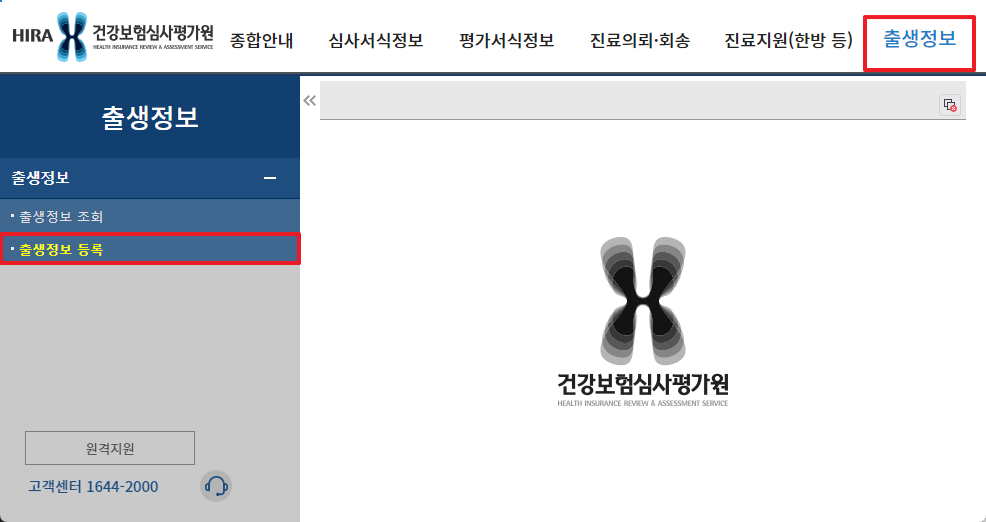 HIRA 건강보험심사평가원
HEALTH INSURANCE REVIEW & ASSESSMENT SERVICE
종합안내 심사서식정보 평가서식정보 진료의뢰·회송 진료지원(한방 등) 출생정보
출생정보
출생정보
출생정보 조회
출생정보 등록
원격지원
고객센터 1644-2000
건강보험심사평가원
HEALTH INSURANCE REVIEW & ASSESSMENT SERVICE